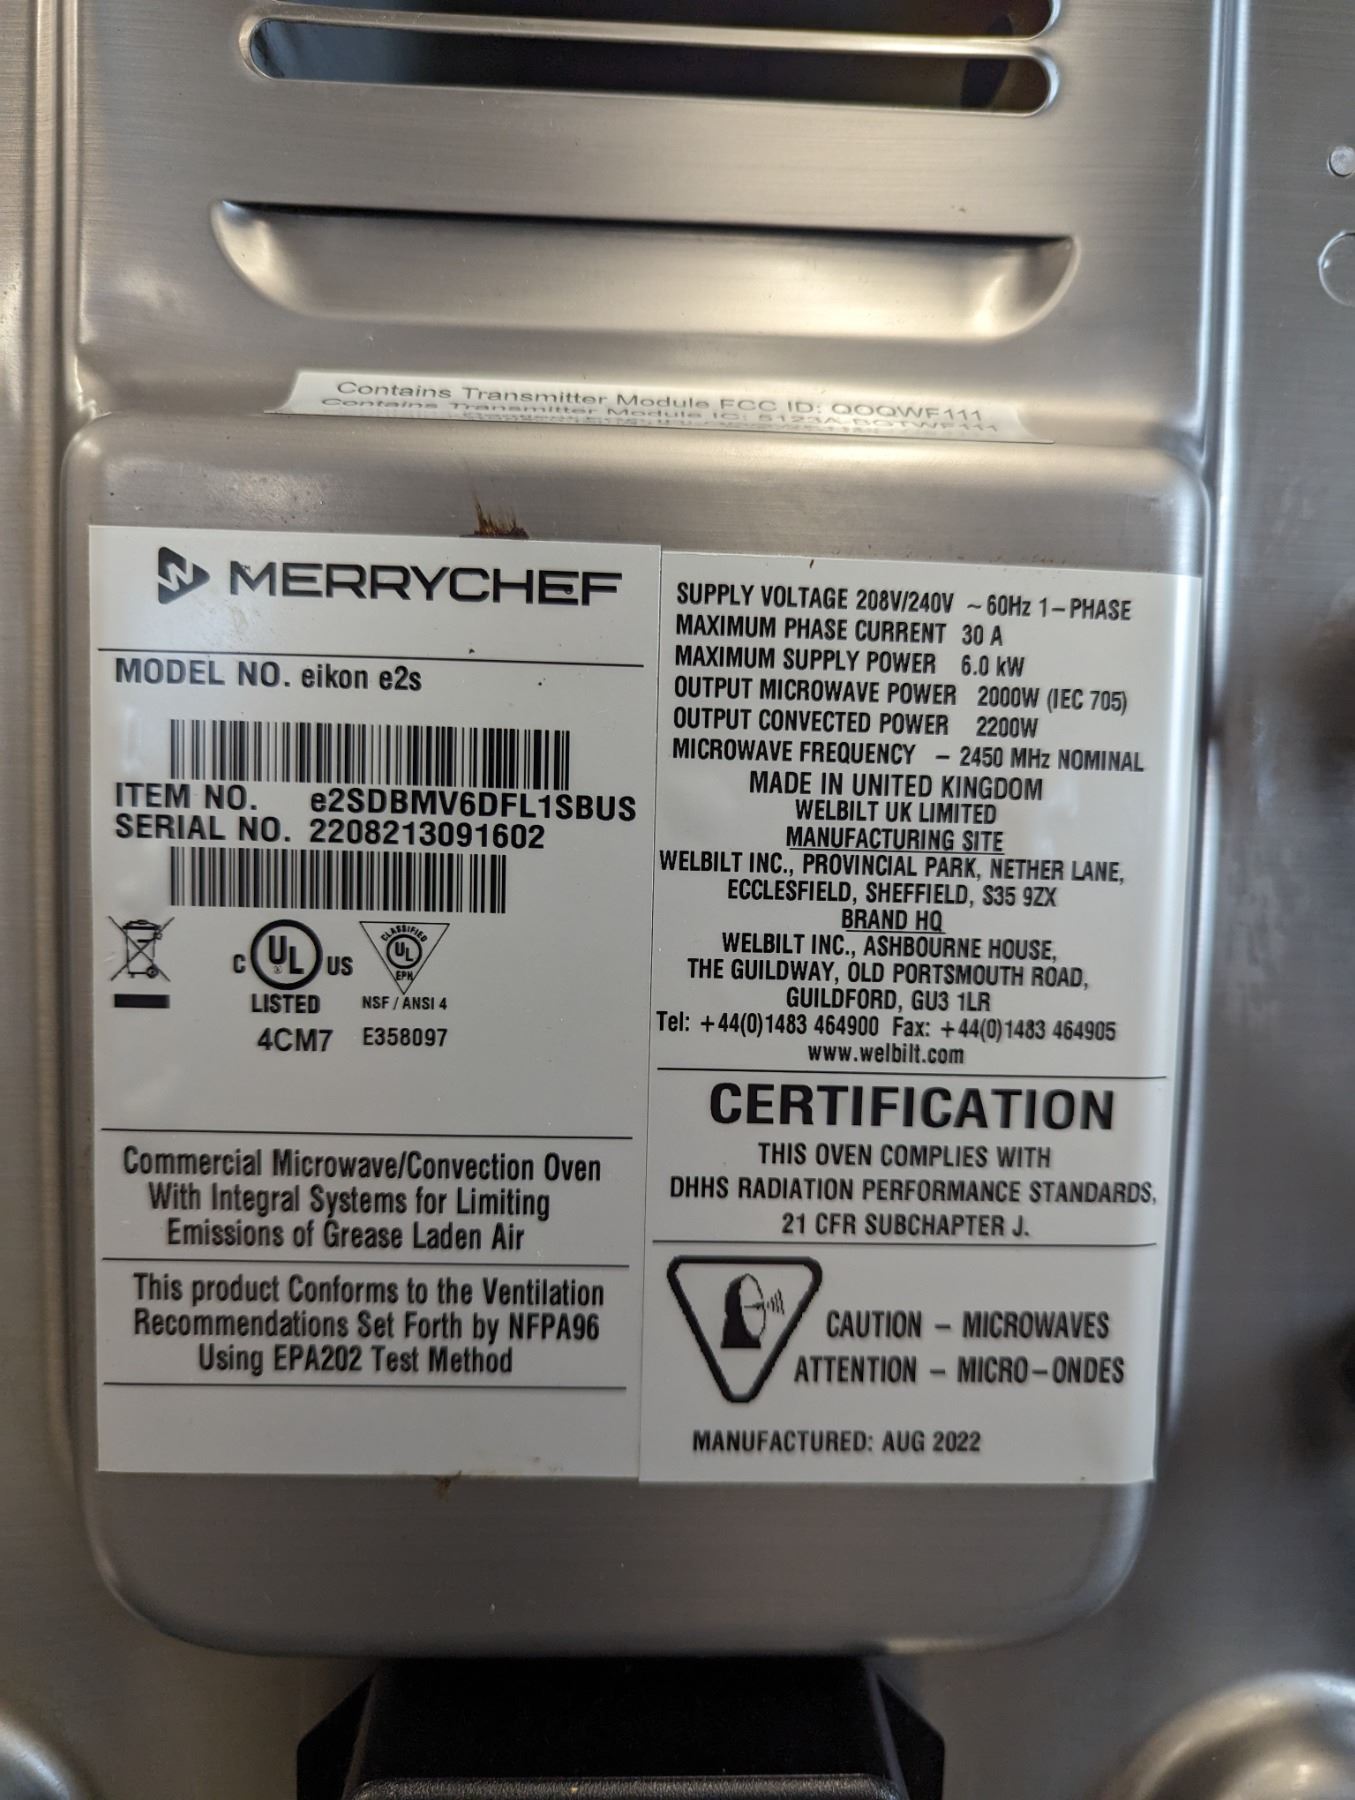 Contains Transmitter Module FCC ID: QOQWF111
Contains Transmitter Module IC: 5123A-BGTWF111
MERRYCHEF
MODEL NO. eikon e2s
ITEM NO. e2SDBMV6DFL1SBUS
SERIAL NO. 2208213091602
C UL US
LISTED
4CM7
CLASSIFIED
UL
EPH
NSF / ANSI 4
E358097
Commercial Microwave/Convection Oven
With Integral Systems for Limiting
Emissions of Grease Laden Air
This product Conforms to the Ventilation
Recommendations Set Forth by NFPA96
Using EPA202 Test Method
SUPPLY VOLTAGE 208V/240V ~ 60Hz 1-PHASE
MAXIMUM PHASE CURRENT 30 A
MAXIMUM SUPPLY POWER 6.0 kW
OUTPUT MICROWAVE POWER 2000W (IEC 705)
OUTPUT CONVECTED POWER 2200W
MICROWAVE FREQUENCY - 2450 MHz NOMINAL
MADE IN UNITED KINGDOM
WELBILT UK LIMITED
MANUFACTURING SITE
WELBILT INC., PROVINCIAL PARK, NETHER LANE,
ECCLESFIELD, SHEFFIELD, S35 9ZX
BRAND HQ
WELBILT INC., ASHBOURNE HOUSE,
THE GUILDWAY, OLD PORTSMOUTH ROAD,
GUILDFORD, GU3 1LR
Tel: +44(0)1483 464900 Fax: +44(0)1483 464905
www.welbilt.com
CERTIFICATION
THIS OVEN COMPLIES WITH
DHHS RADIATION PERFORMANCE STANDARDS,
21 CFR SUBCHAPTER J.
CAUTION - MICROWAVES
ATTENTION - MICRO-ONDES
MANUFACTURED: AUG 2022